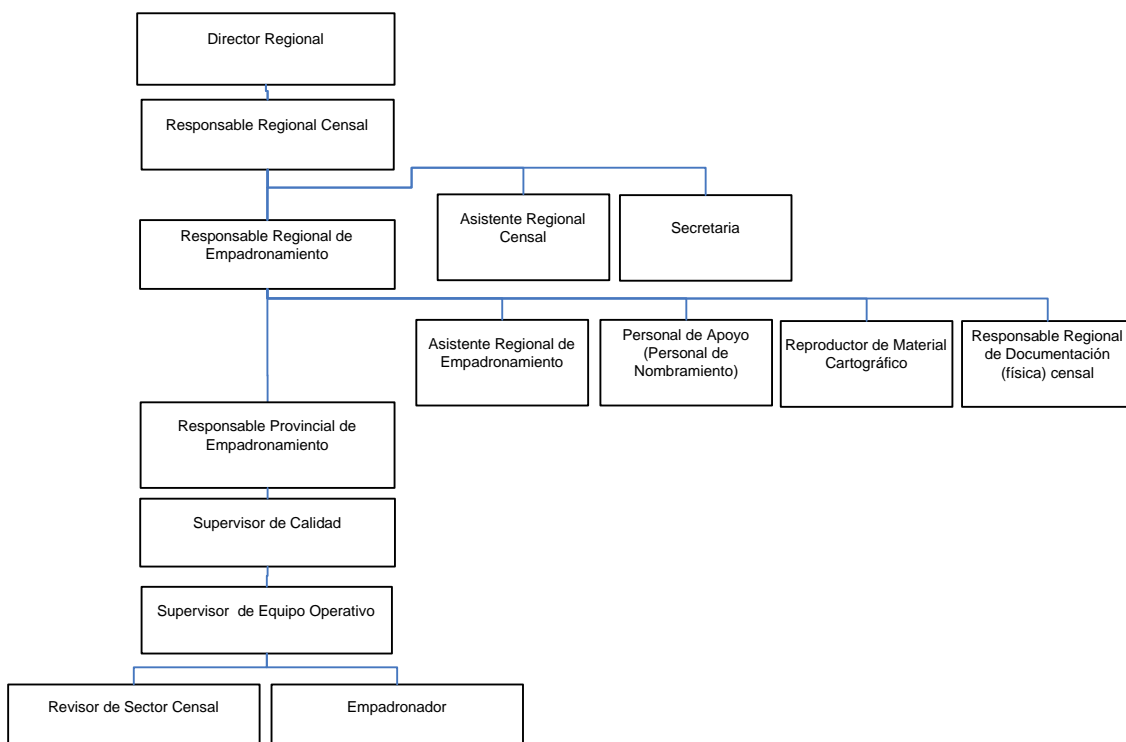 Director Regional
Responsable Regional Censal
Asistente Regional
Censal
Secretaria
Responsable Regional de
Empadronamiento
Asistente Regional de
Empadronamiento
Personal de Apoyo
(Personal de
Nombramiento)
Reproductor de Material
Cartográfico
Responsable Regional
de Documentación
(física) censal
Responsable Provincial de
Empadronamiento
Supervisor de Calidad
Supervisor de Equipo Operativo
Revisor de Sector Censal
Empadronador